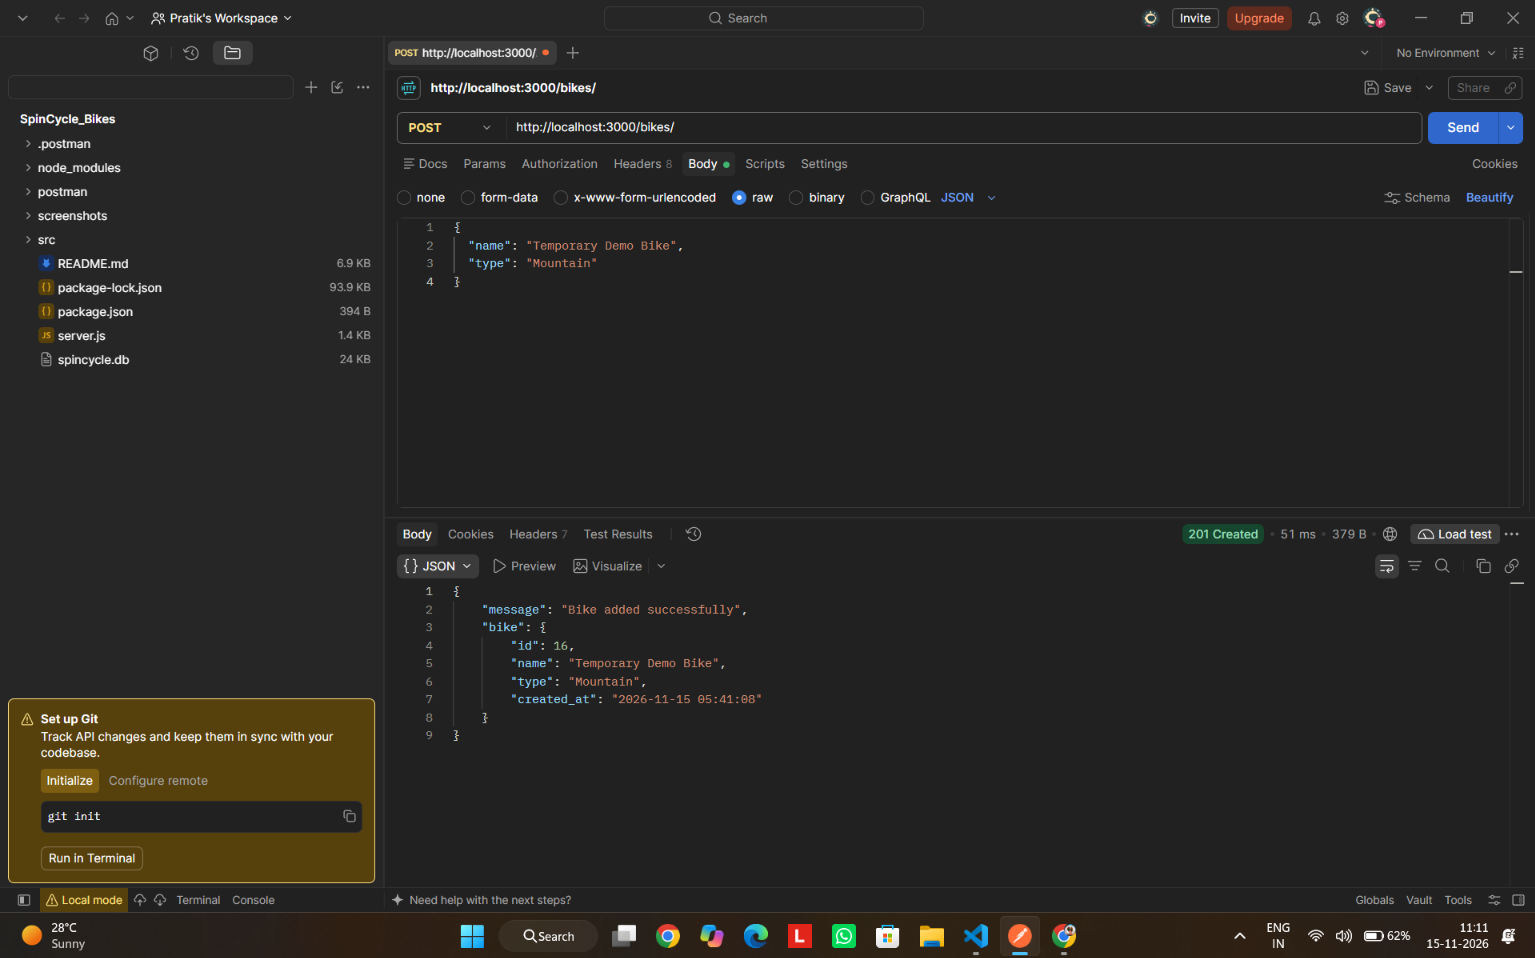 Pratik's Workspace
Search
Invite
Upgrade
POST http://localhost:3000/
No Environment
HTTP http://localhost:3000/bikes/
Save
Share
SpinCycle_Bikes
.postman
node_modules
postman
screenshots
src
README.md 6.9 KB
{} package-lock.json 93.9 KB
{} package.json 394 B
JS server.js 1.4 KB
spincycle.db 24 KB
POST http://localhost:3000/bikes/
Send
Docs Params Authorization Headers 8 Body Scripts Settings
Cookies
none form-data x-www-form-urlencoded raw binary GraphQL JSON
Schema Beautify
1 {
2 "name": "Temporary Demo Bike",
3 "type": "Mountain"
4 }
Body Cookies Headers 7 Test Results
201 Created • 51 ms • 379 B •
Load test
{} JSON Preview Visualize
1 {
2 "message": "Bike added successfully",
3 "bike": {
4 "id": 16,
5 "name": "Temporary Demo Bike",
6 "type": "Mountain",
7 "created_at": "2026-11-15 05:41:08"
8 }
9 }
Set up Git
Track API changes and keep them in sync with your
codebase.
Initialize Configure remote
git init
Run in Terminal
Local mode
Terminal Console
Need help with the next steps?
Globals Vault Tools
28°C
Sunny
Search
L
ENG
IN
62%
11:11
15-11-2026